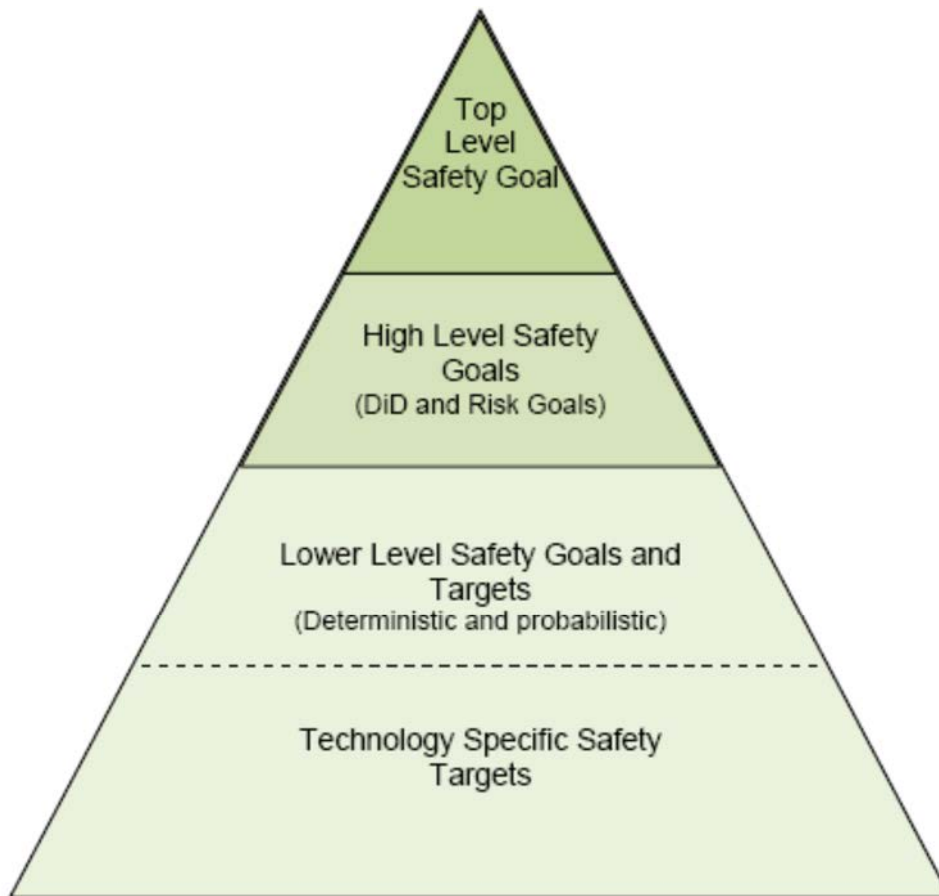 Top
Level
Safety Goal
High Level Safety
Goals
(DiD and Risk Goals)
Lower Level Safety Goals and
Targets
(Deterministic and probabilistic)
Technology Specific Safety
Targets